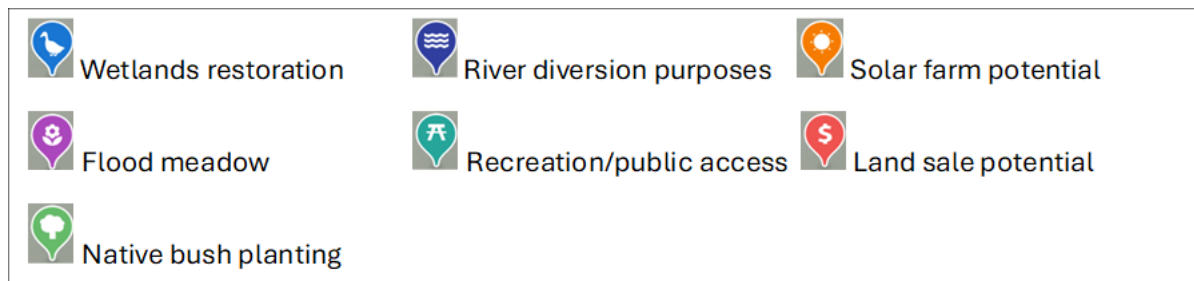 Wetlands restoration River diversion purposes Solar farm potential
Flood meadow Recreation/public access $ Land sale potential
Native bush planting